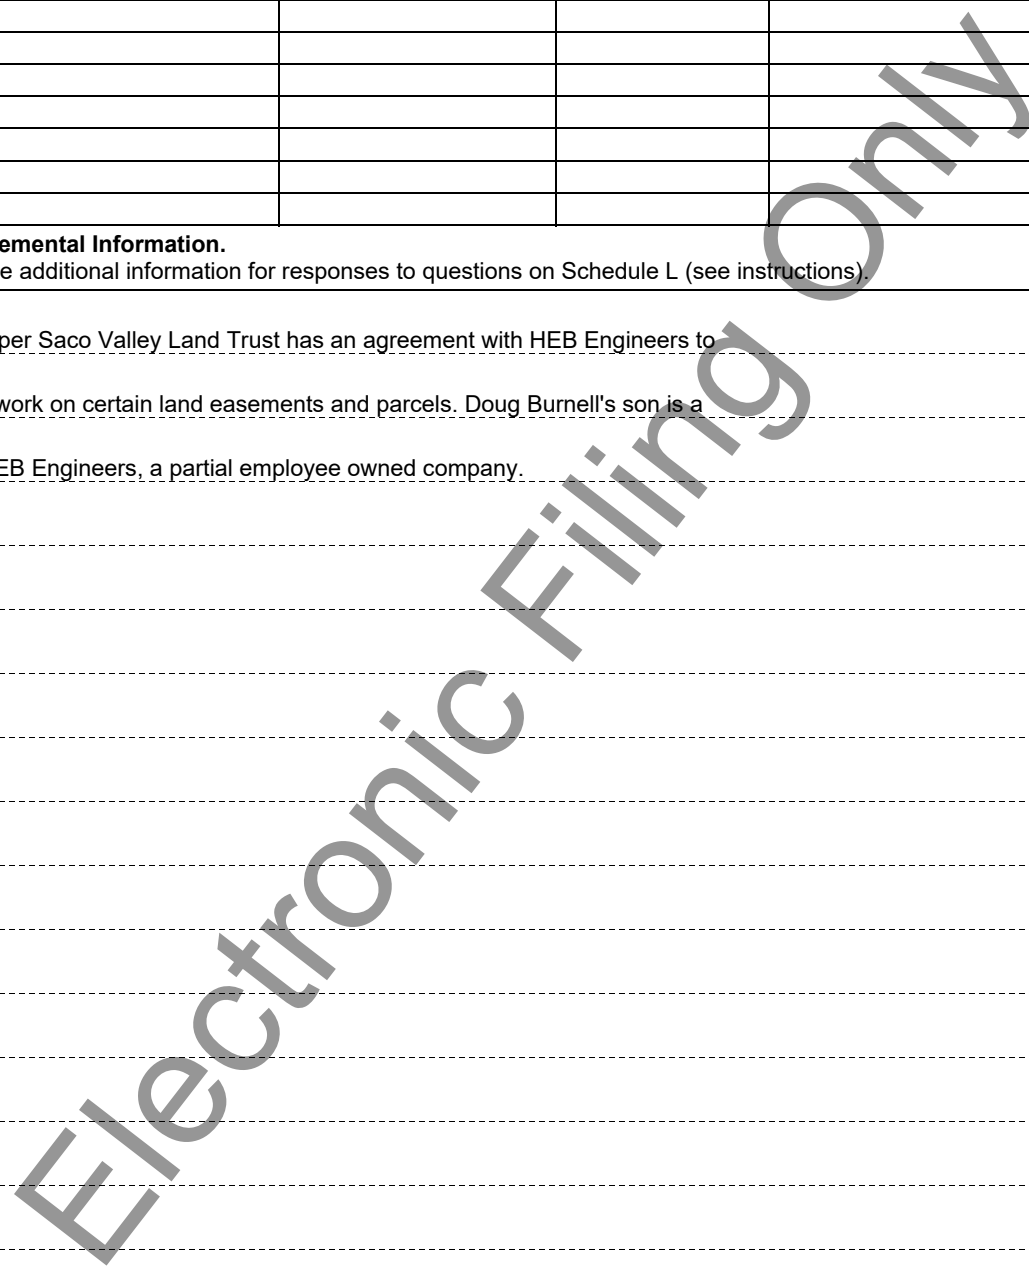 emental Information.
e additional information for responses to questions on Schedule L (see instructions).
per Saco Valley Land Trust has an agreement with HEB Engineers to
work on certain land easements and parcels. Doug Burnell's son is a
EB Engineers, a partial employee owned company.
Electronic Filing Only